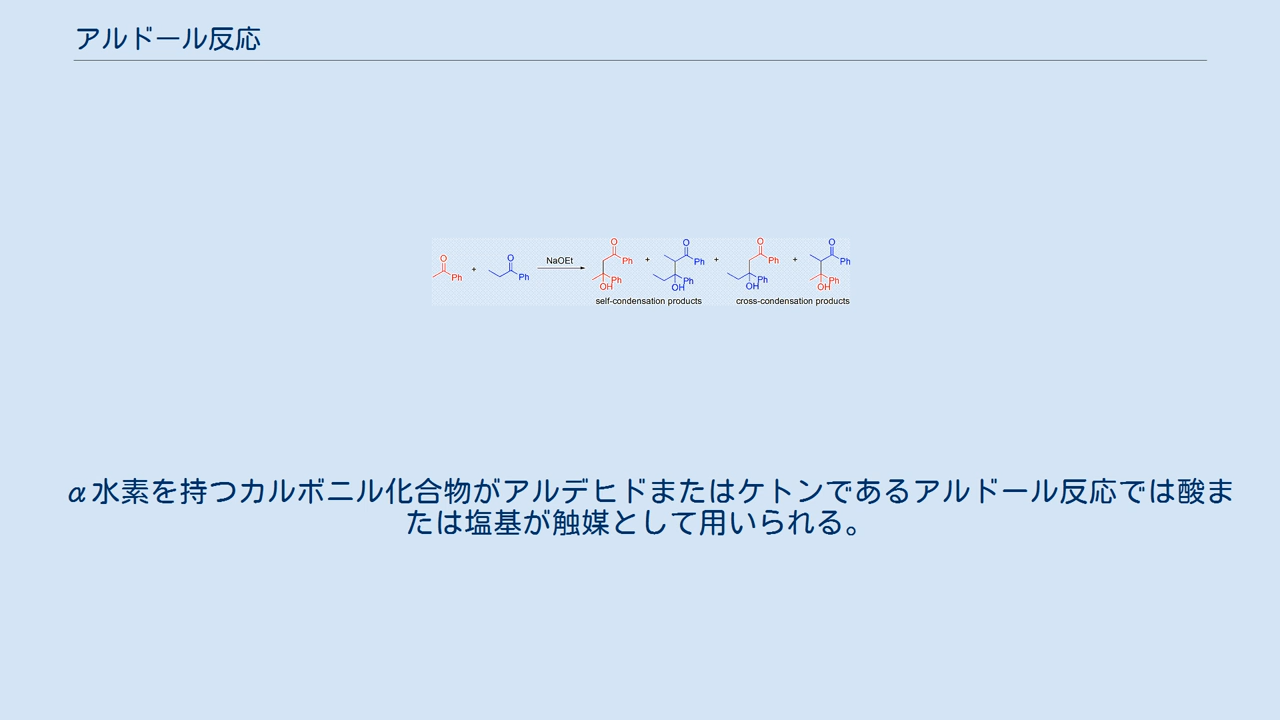 アルドール反応
O Ph + O Ph NaOEt O Ph Ph OH + O Ph Ph OH + O Ph Ph OH + O Ph Ph OH
self-condensation products cross-condensation products
α水素を持つカルボニル化合物がアルデヒドまたはケトンであるアルドール反応では酸ま
たは塩基が触媒として用いられる。